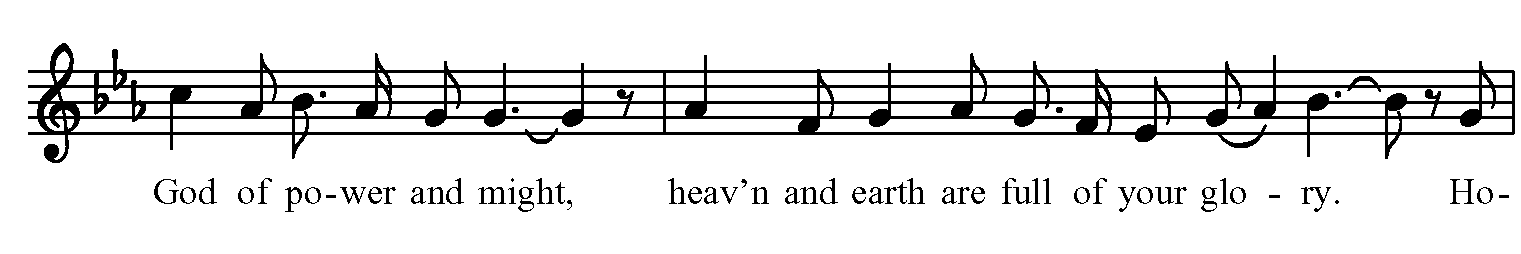 God of po-wer and might, heav’n and earth are full of your glo - ry. Ho-